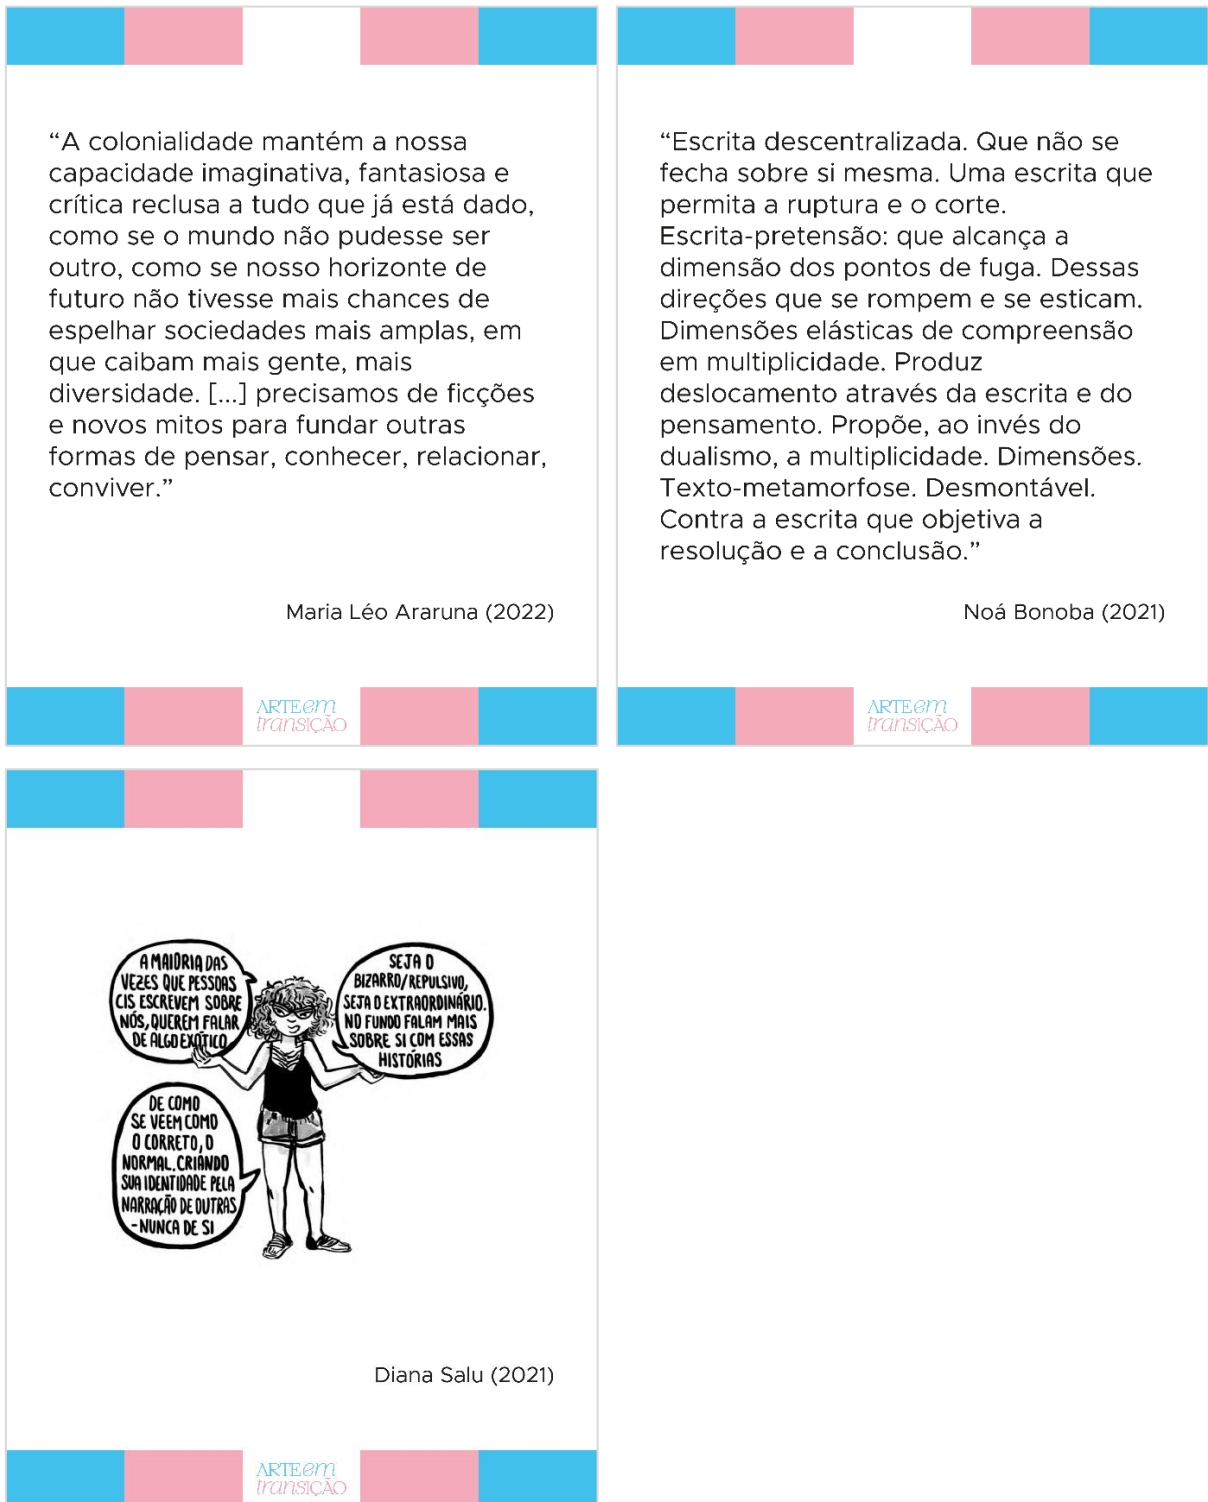 “A colonialidade mantém a nossa
capacidade imaginativa, fantasiosa e
crítica reclusa a tudo que já está dado,
como se o mundo não pudesse ser
outro, como se nosso horizonte de
futuro não tivesse mais chances de
espelhar sociedades mais amplas, em
que caibam mais gente, mais
diversidade. [...] precisamos de ficções
e novos mitos para fundar outras
formas de pensar, conhecer, relacionar,
conviver.”
Maria Léo Araruna (2022)
ARTEem
transIÇÃO
“Escrita descentralizada. Que não se
fecha sobre si mesma. Uma escrita que
permita a ruptura e o corte.
Escrita-pretensão: que alcança a
dimensão dos pontos de fuga. Dessas
direções que se rompem e se esticam.
Dimensões elásticas de compreensão
em multiplicidade. Produz
deslocamento através da escrita e do
pensamento. Propõe, ao invés do
dualismo, a multiplicidade. Dimensões.
Texto-metamorfose. Desmontável.
Contra a escrita que objetiva a
resolução e a conclusão.”
Noá Bonoba (2021)
ARTEem
transIÇÃO
A MAIORIA DAS
VEZES QUE PESSOAS
CIS ESCREVEM SOBRE
NÓS, QUEREM FALAR
DE ALGO EXÓTICO
SEJA O
BIZARRO/REPULSIVO,
SEJA O EXTRAORDINÁRIO.
NO FUNDO FALAM MAIS
SOBRE SI COM ESSAS
HISTÓRIAS
DE COMO
SE VEEM COMO
O CORRETO, O
NORMAL. CRIANDO
SUA IDENTIDADE PELA
NARRAÇÃO DE OUTRAS
-NUNCA DE SI
Diana Salu (2021)
ARTEem
transIÇÃO